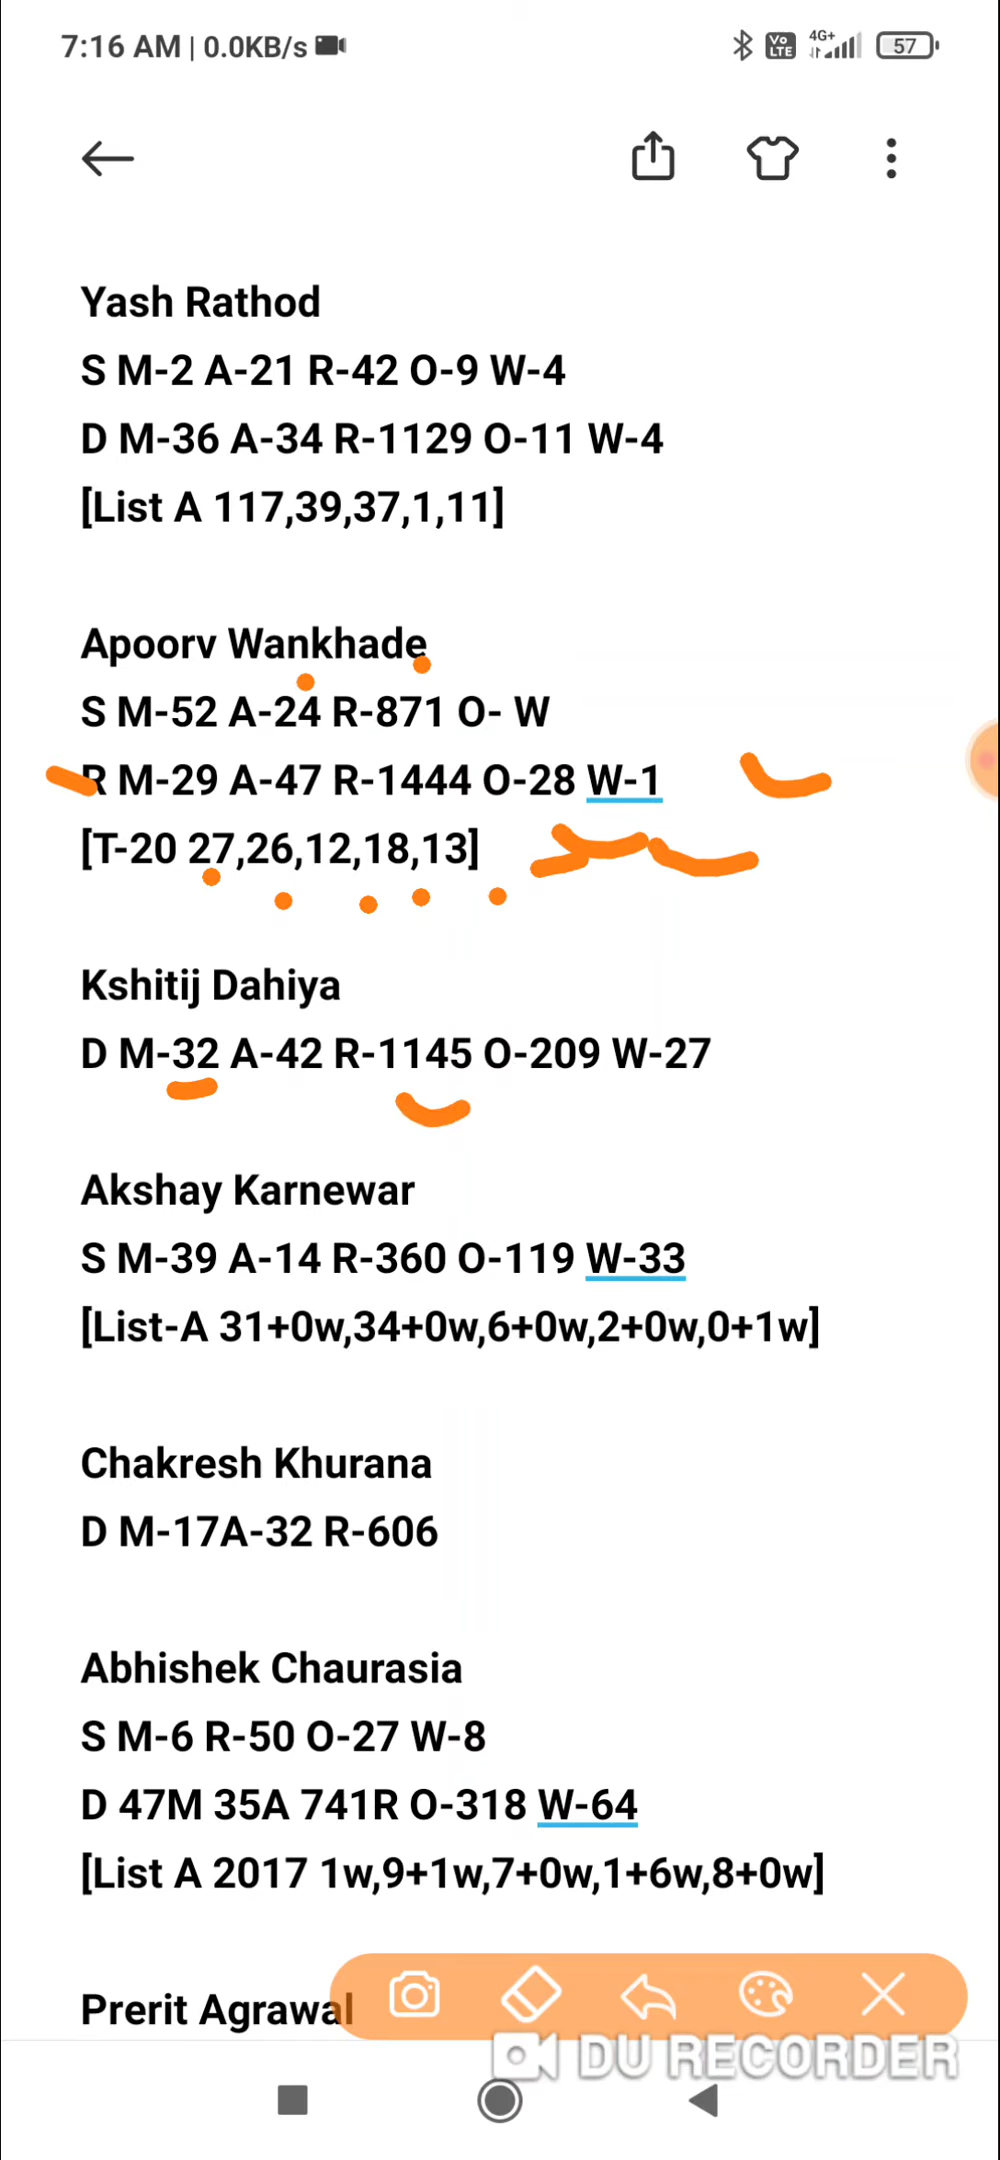 7:16 AM | 0.0KB/s Vo LTE 4G+ 57
Yash Rathod
S M-2 A-21 R-42 O-9 W-4
D M-36 A-34 R-1129 O-11 W-4
[List A 117,39,37,1,11]
Apoorv Wankhade
S M-52 A-24 R-871 O- W
R M-29 A-47 R-1444 O-28 W-1
[T-20 27,26,12,18,13]
Kshitij Dahiya
D M-32 A-42 R-1145 O-209 W-27
Akshay Karnewar
S M-39 A-14 R-360 O-119 W-33
[List-A 31+0w,34+0w,6+0w,2+0w,0+1w]
Chakresh Khurana
D M-17A-32 R-606
Abhishek Chaurasia
S M-6 R-50 O-27 W-8
D 47M 35A 741R O-318 W-64
[List A 2017 1w,9+1w,7+0w,1+6w,8+0w]
Prerit Agrawal
DU RECORDER